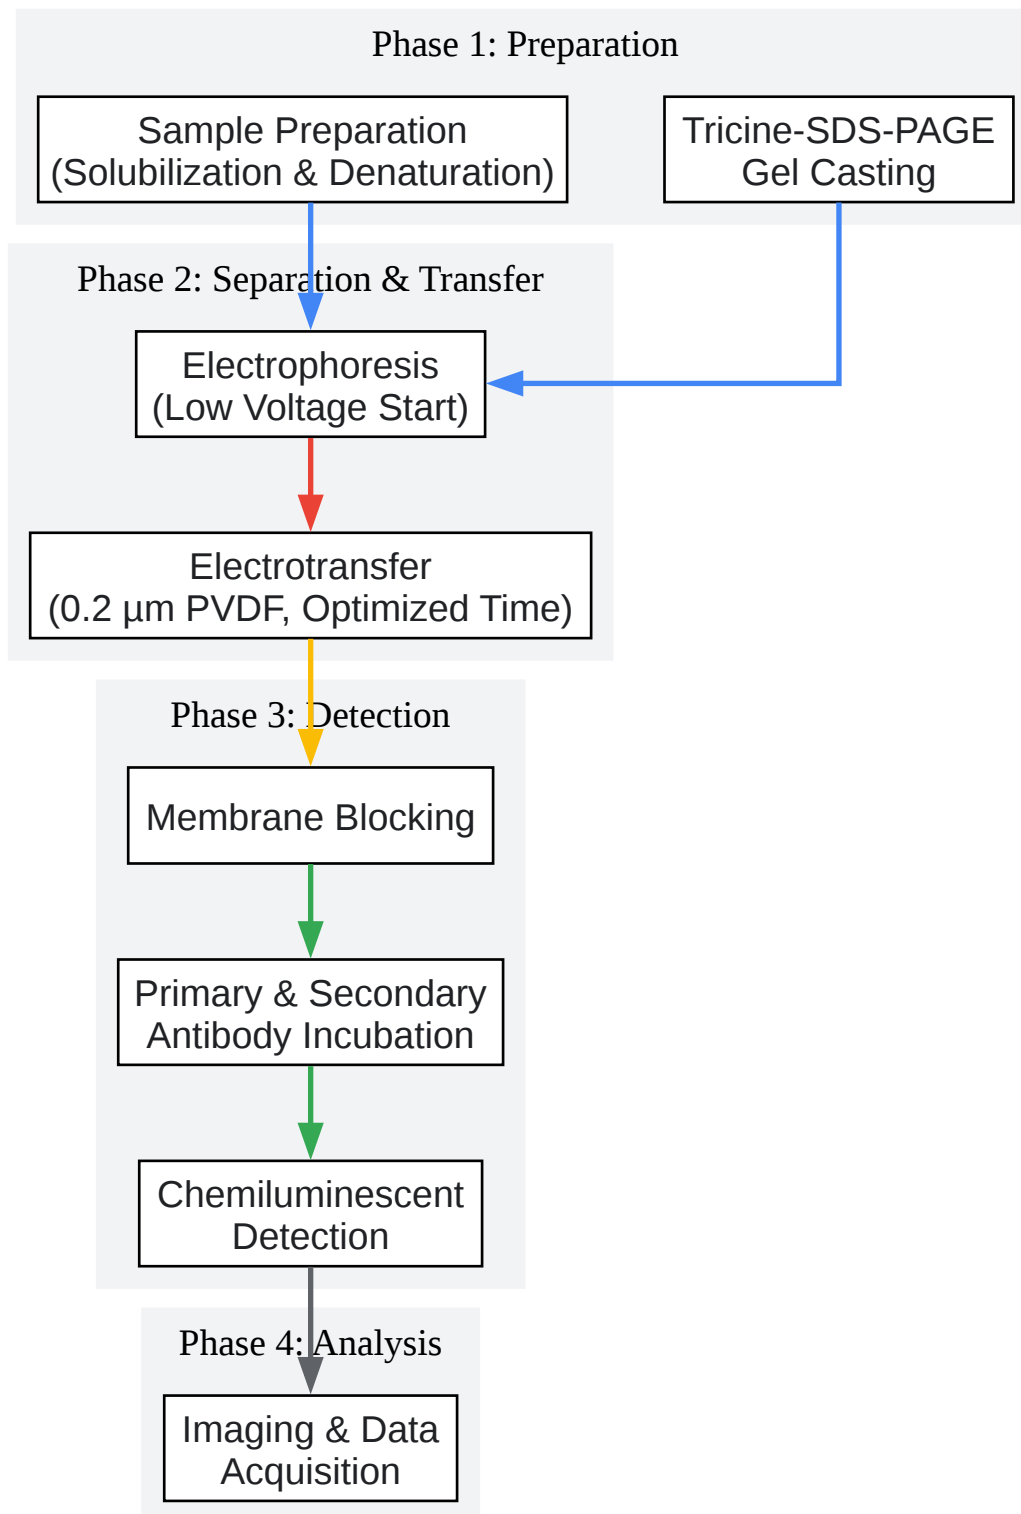 Phase 1: Preparation
Sample Preparation
(Solubilization & Denaturation)
Tricine-SDS-PAGE
Gel Casting
Phase 2: Separation & Transfer
Electrophoresis
(Low Voltage Start)
Electrotransfer
(0.2 µm PVDF, Optimized Time)
Phase 3: Detection
Membrane Blocking
Primary & Secondary
Antibody Incubation
Chemiluminescent
Detection
Phase 4: Analysis
Imaging & Data
Acquisition